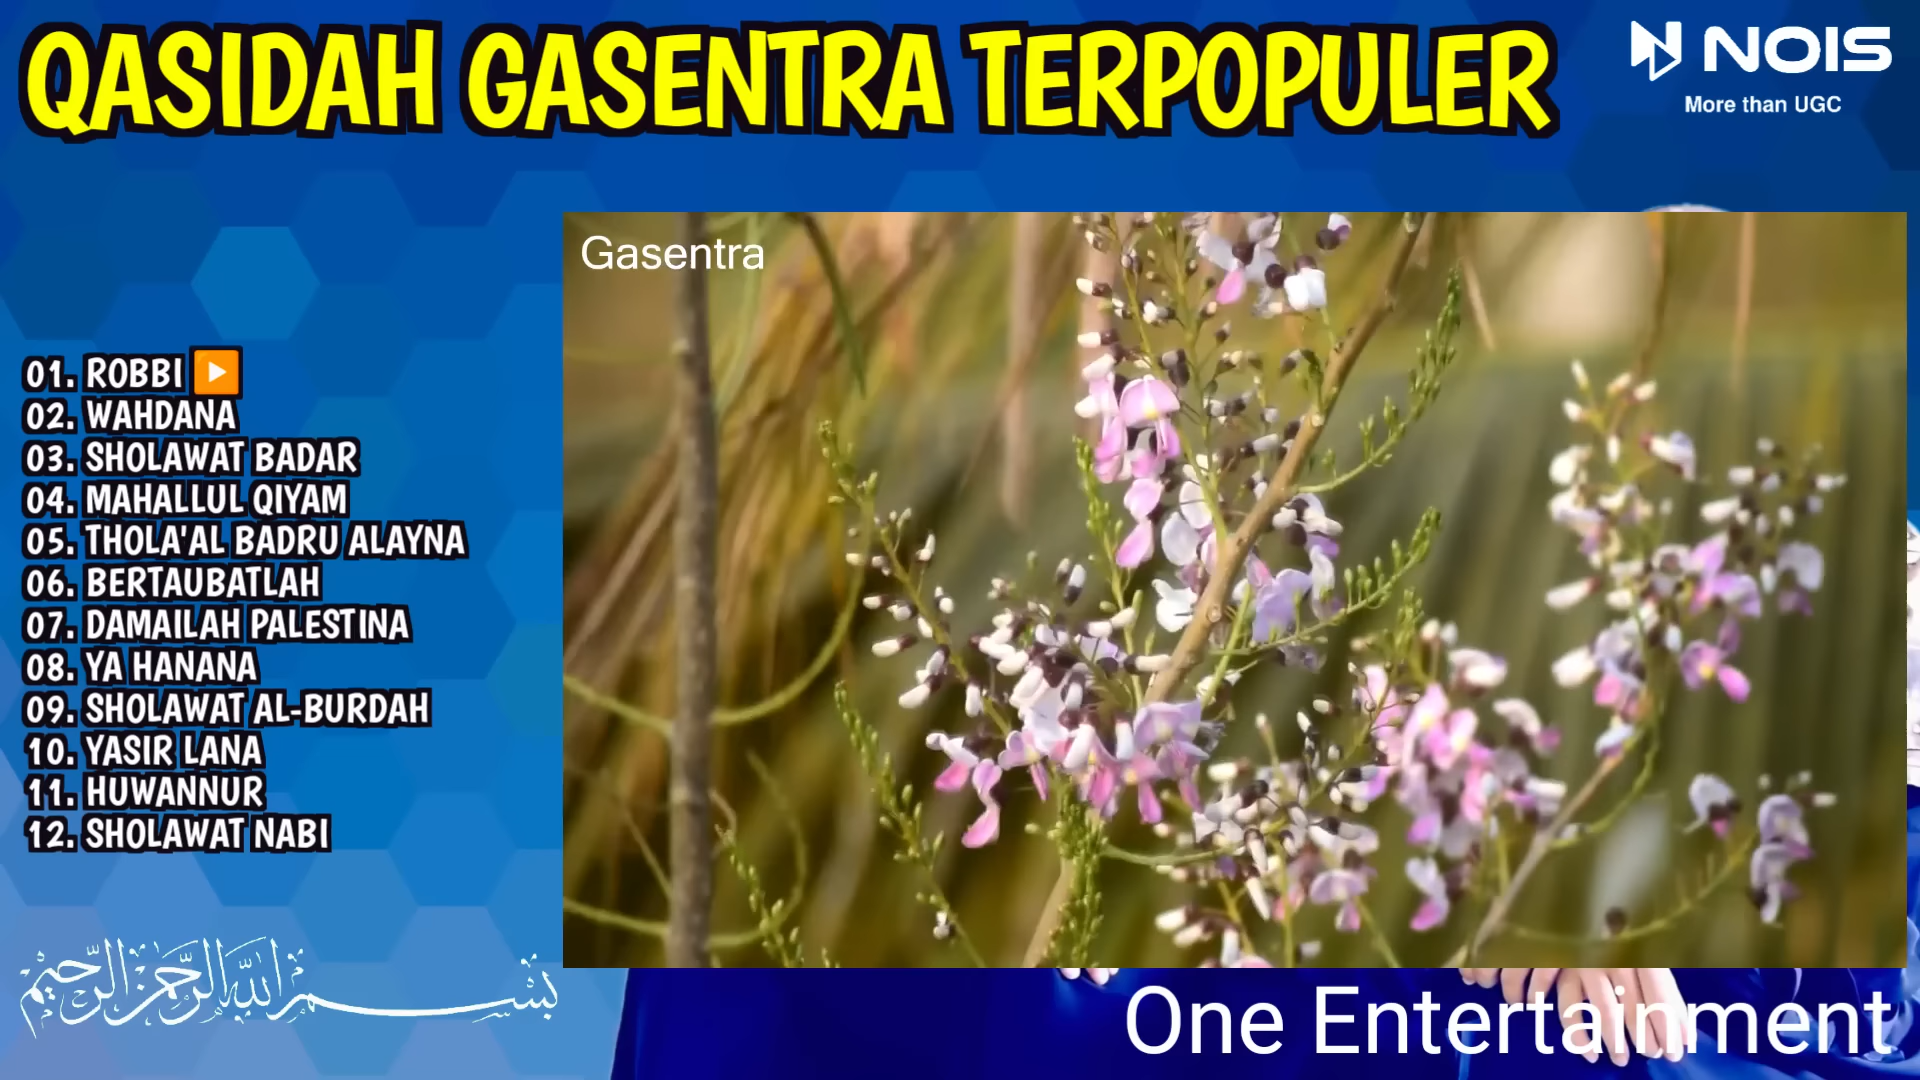 QASIDAH GASENTRA TERPOPULER
NOIS
More than UGC
Gasentra
01. ROBBI ▶️
02. WAHDANA
03. SHOLAWAT BADAR
04. MAHALLUL QIYAM
05. THOLA'AL BADRU ALAYNA
06. BERTAUBATLAH
07. DAMAILAH PALESTINA
08. YA HANANA
09. SHOLAWAT AL-BURDAH
10. YASIR LANA
11. HUWANNUR
12. SHOLAWAT NABI
بسم الله الرحمن الرحيم
One Entertainment